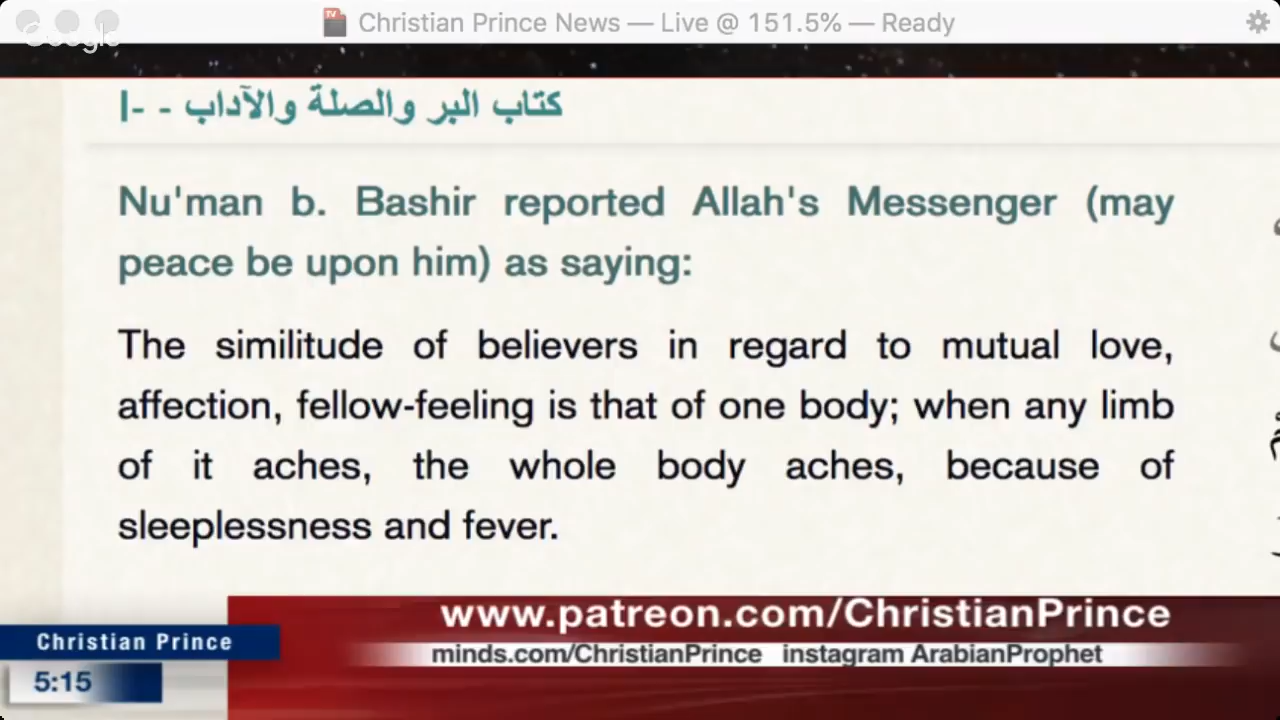 Christian Prince News — Live @ 151.5% — Ready
TV
Google
كتاب البر والصلة والآداب - -ا
Nu'man b. Bashir reported Allah's Messenger (may
peace be upon him) as saying:
The similitude of believers in regard to mutual love,
affection, fellow-feeling is that of one body; when any limb
of it aches, the whole body aches, because of
sleeplessness and fever.
www.patreon.com/ChristianPrince
Christian Prince
minds.com/ChristianPrince instagram ArabianProphet
5:15